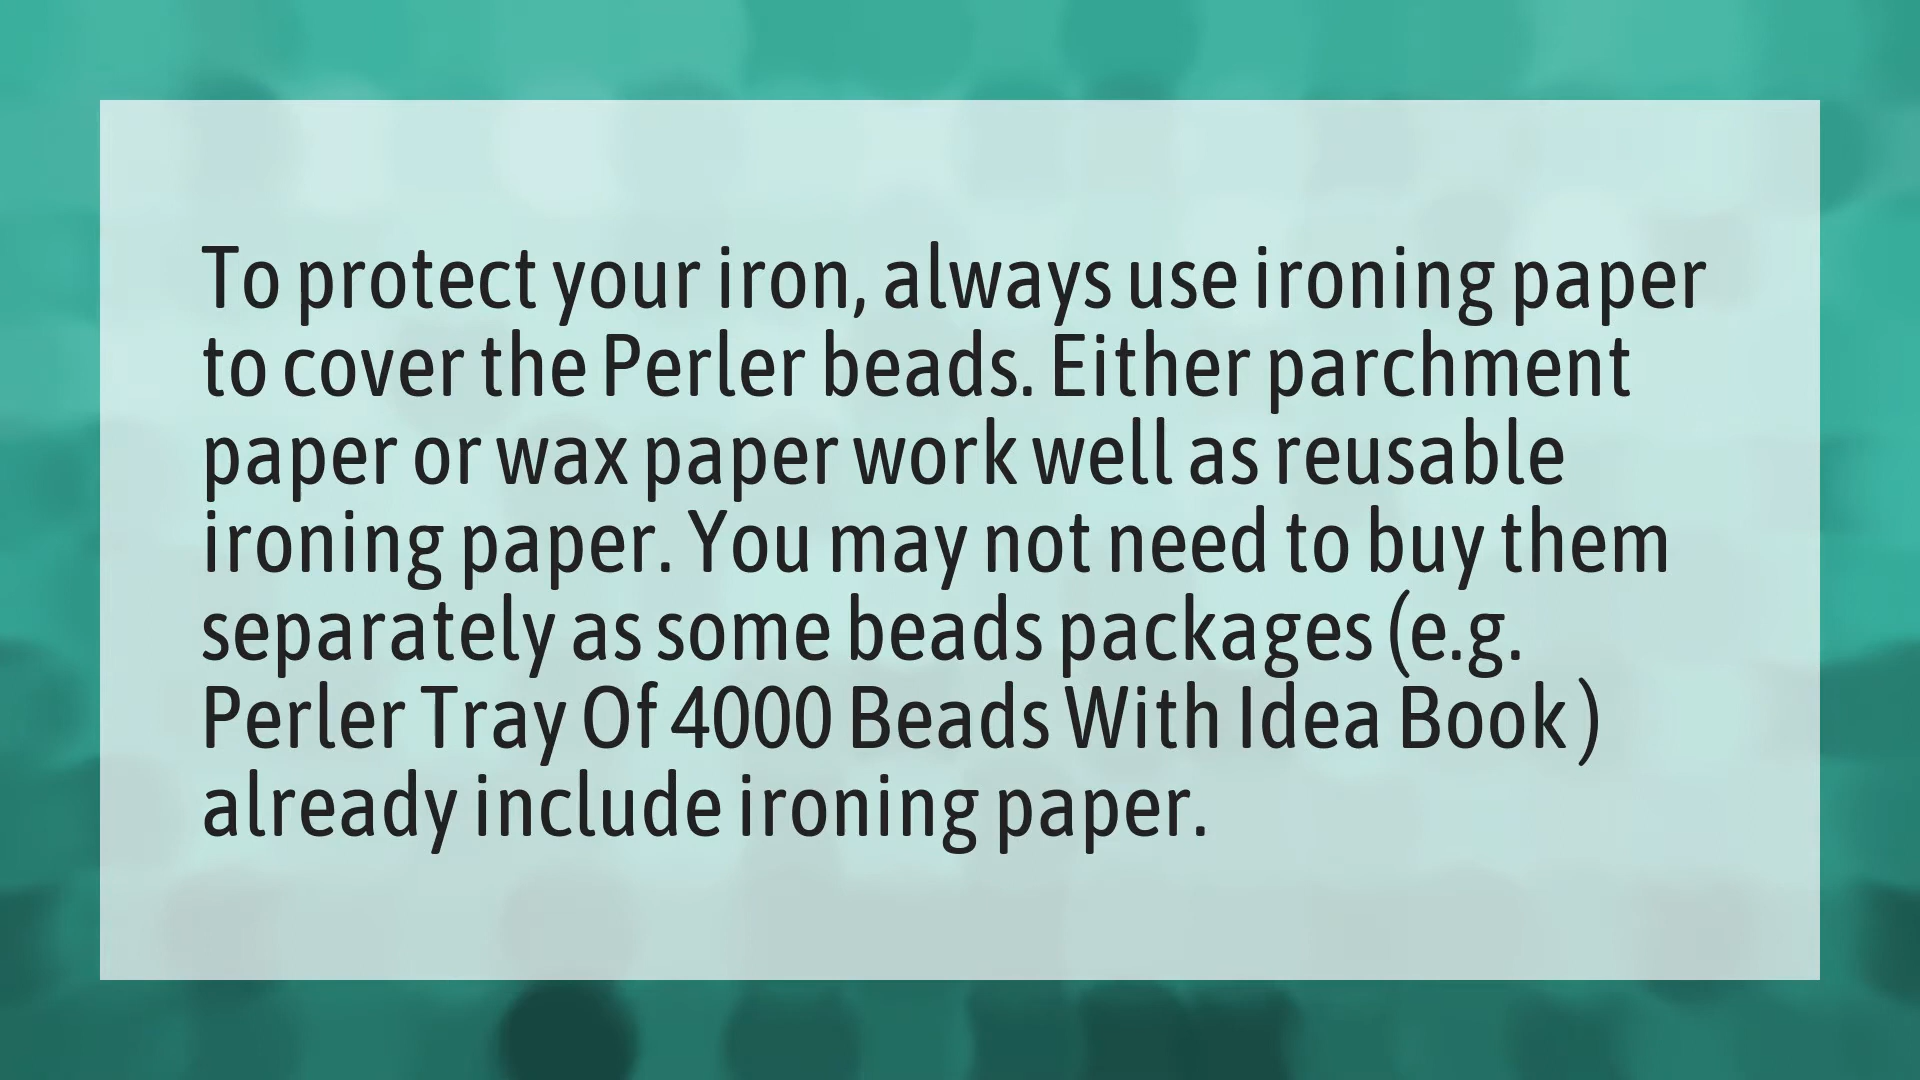 To protect your iron, always use ironing paper
to cover the Perler beads. Either parchment
paper or wax paper work well as reusable
ironing paper. You may not need to buy them
separately as some beads packages (e.g.
Perler Tray Of 4000 Beads With Idea Book )
already include ironing paper.